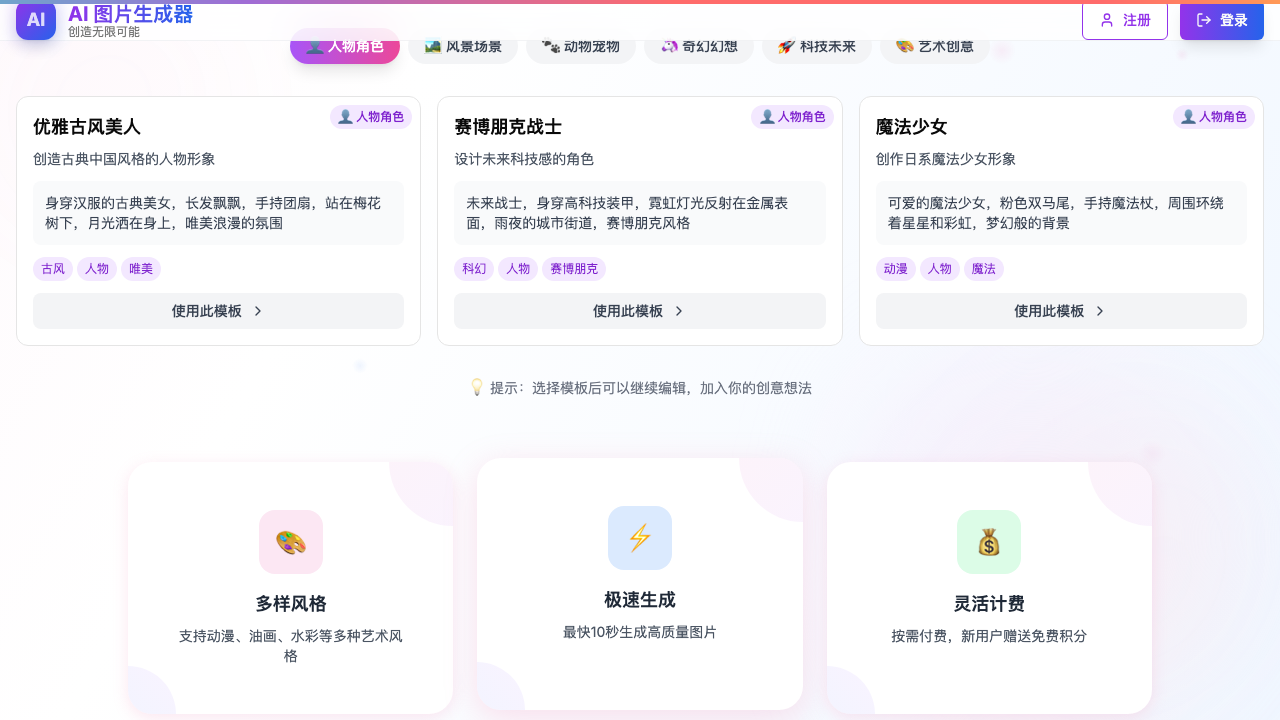 AI
AI 图片生成器
创造无限可能
注册
登录
人物角色
风景场景
动物宠物
奇幻幻想
科技未来
艺术创意
优雅古风美人
人物角色
创造古典中国风格的人物形象
身穿汉服的古典美女，长发飘飘，手持团扇，站在梅花
树下，月光洒在身上，唯美浪漫的氛围
古风
人物
唯美
使用此模板
赛博朋克战士
人物角色
设计未来科技感的角色
未来战士，身穿高科技装甲，霓虹灯光反射在金属表
面，雨夜的城市街道，赛博朋克风格
科幻
人物
赛博朋克
使用此模板
魔法少女
人物角色
创作日系魔法少女形象
可爱的魔法少女，粉色双马尾，手持魔法杖，周围环绕
着星星和彩虹，梦幻般的背景
动漫
人物
魔法
使用此模板
提示：选择模板后可以继续编辑，加入你的创意想法
多样风格
支持动漫、油画、水彩等多种艺术风
格
极速生成
最快10秒生成高质量图片
灵活计费
按需付费，新用户赠送免费积分